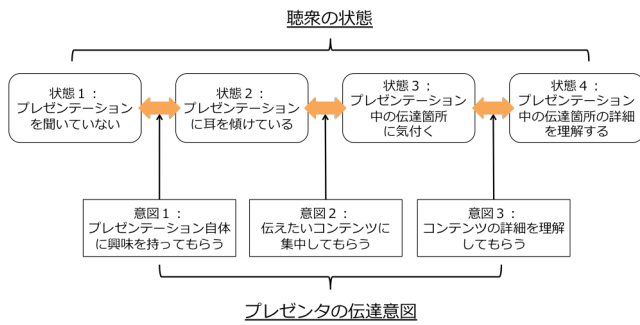 聴衆の状態
状態１：
プレゼンテーション
を聞いていない
状態２：
プレゼンテーション
に耳を傾けている
状態３：
プレゼンテーション
中の伝達箇所
に気付く
状態４：
プレゼンテーション
中の伝達箇所の詳細
を理解する
意図１：
プレゼンテーション自体
に興味を持ってもらう
意図２：
伝えたいコンテンツに
集中してもらう
意図３：
コンテンツの詳細を理解
してもらう
プレゼンタの伝達意図